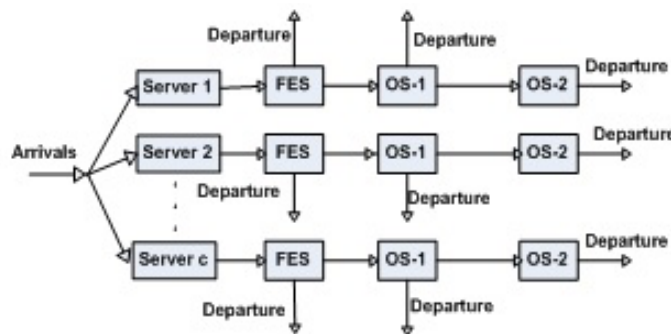 Departure
Departure
Departure
Server 1
FES
OS-1
OS-2
Departure
Arrivals
Server 2
FES
OS-1
OS-2
Departure
Departure
Departure
Server c
FES
OS-1
OS-2
Departure
Departure